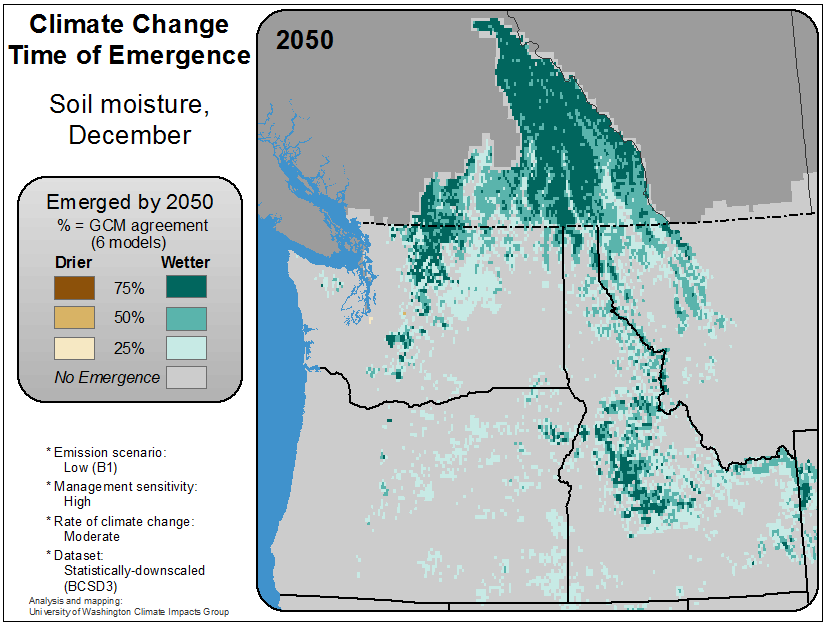 Climate Change
Time of Emergence
Soil moisture,
December
Emerged by 2050
% = GCM agreement
(6 models)
Drier Wetter
75%
50%
25%
No Emergence
* Emission scenario:
Low (B1)
* Management sensitivity:
High
* Rate of climate change:
Moderate
* Dataset:
Statistically-downscaled
(BCSD3)
Analysis and mapping:
University of Washington Climate Impacts Group
2050